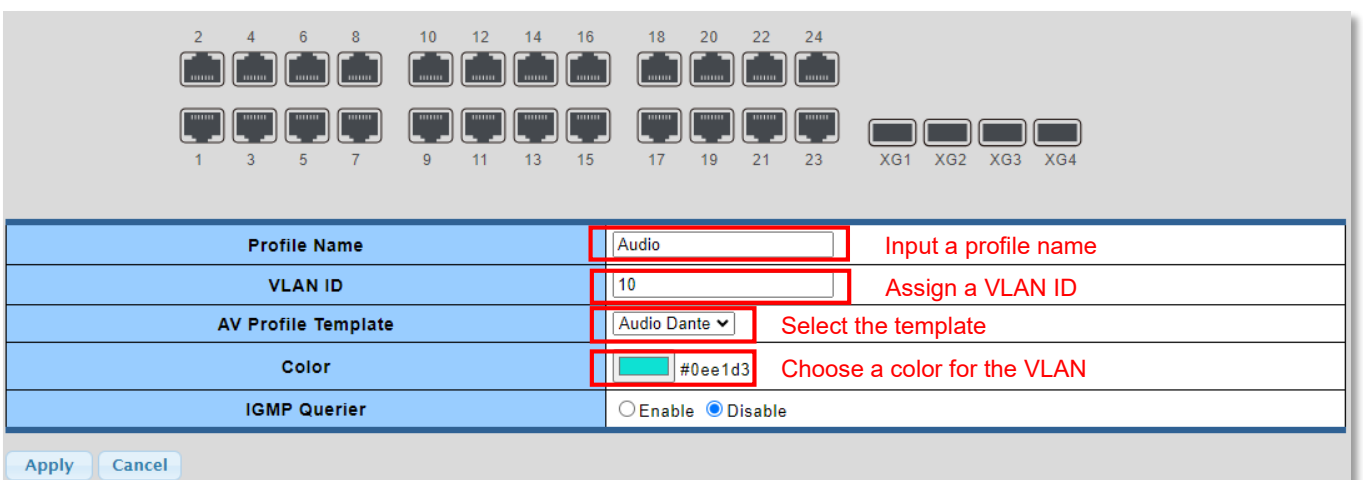 2 4 6 8 10 12 14 16 18 20 22 24
1 3 5 7 9 11 13 15 17 19 21 23 XG1 XG2 XG3 XG4
Profile Name Audio Input a profile name
VLAN ID 10 Assign a VLAN ID
AV Profile Template Audio Dante Select the template
Color #0ee1d3 Choose a color for the VLAN
IGMP Querier Enable Disable
Apply Cancel